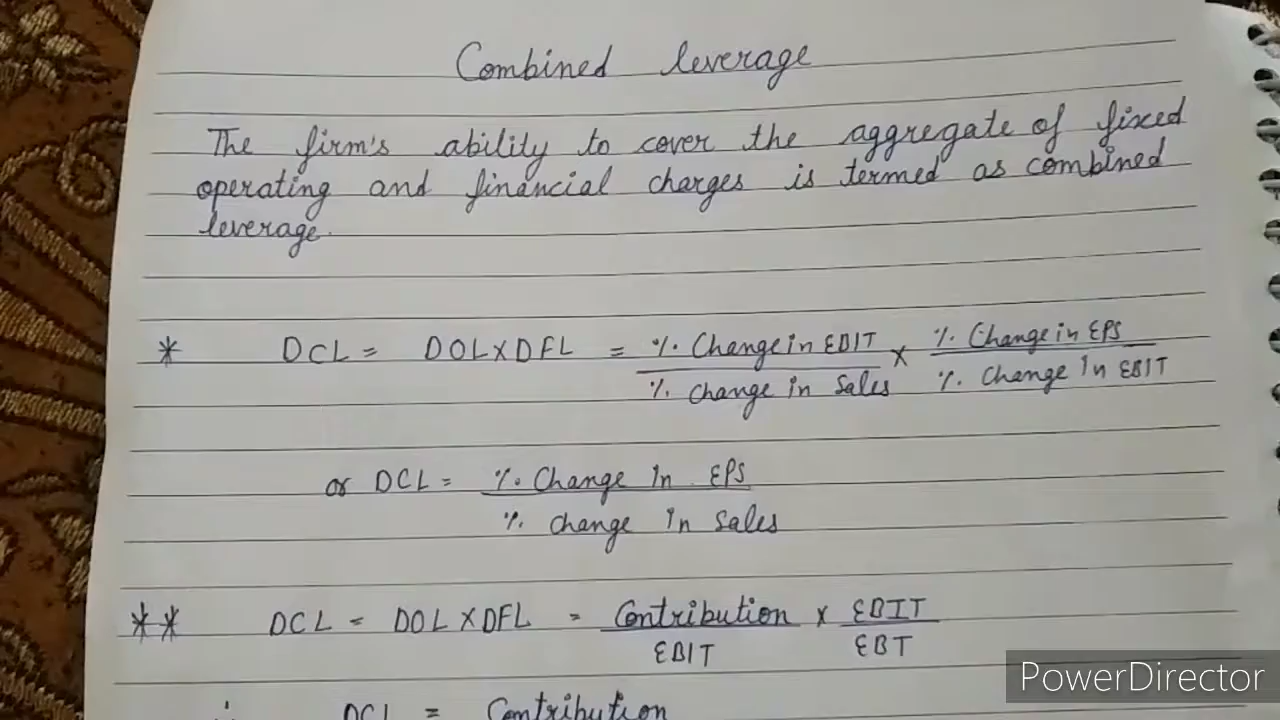 Combined leverage
The firm's ability to cover the aggregate of fixed
operating and financial charges is termed as combined
leverage.
* DCL = DOL X DFL = % Change in EBIT / % Change in Sales X % Change in EPS / % Change in EBIT
or DCL = % Change in EPS / % Change in Sales
** DCL = DOL X DFL = Contribution / EBIT X EBIT / EBT
∴ DCL = Contribution
PowerDirector